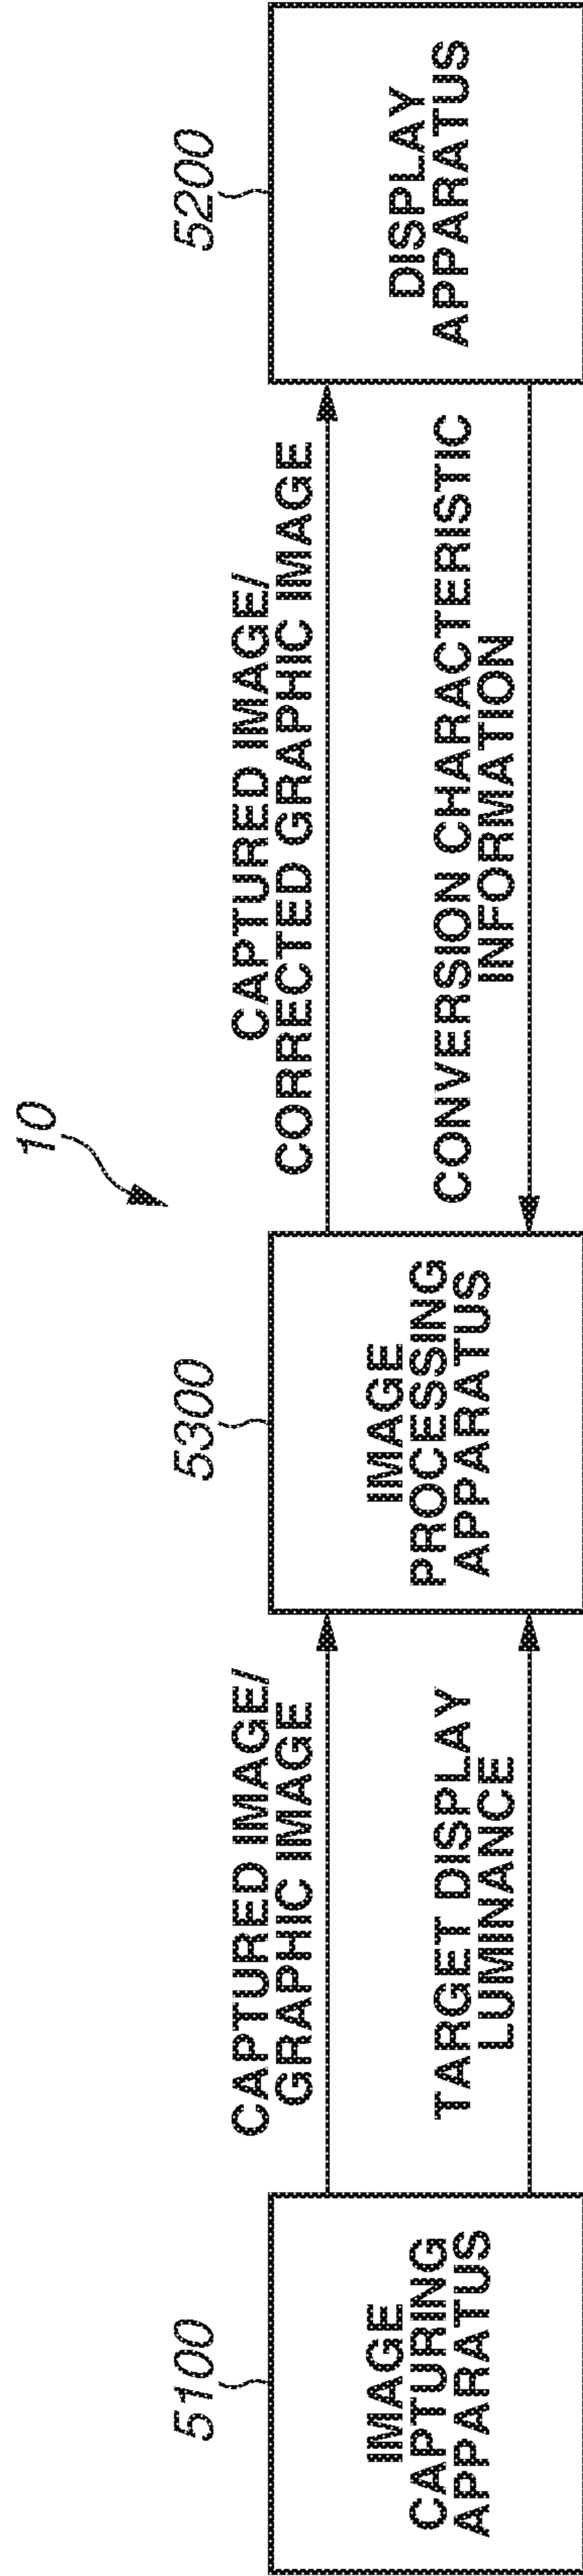 10
5100
IMAGE
CAPTURING
APPARATUS
CAPTURED IMAGE/
GRAPHIC IMAGE
TARGET DISPLAY
LUMINANCE
5300
IMAGE
PROCESSING
APPARATUS
CAPTURED IMAGE/
CORRECTED GRAPHIC IMAGE
CONVERSION CHARACTERISTIC
INFORMATION
5200
DISPLAY
APPARATUS